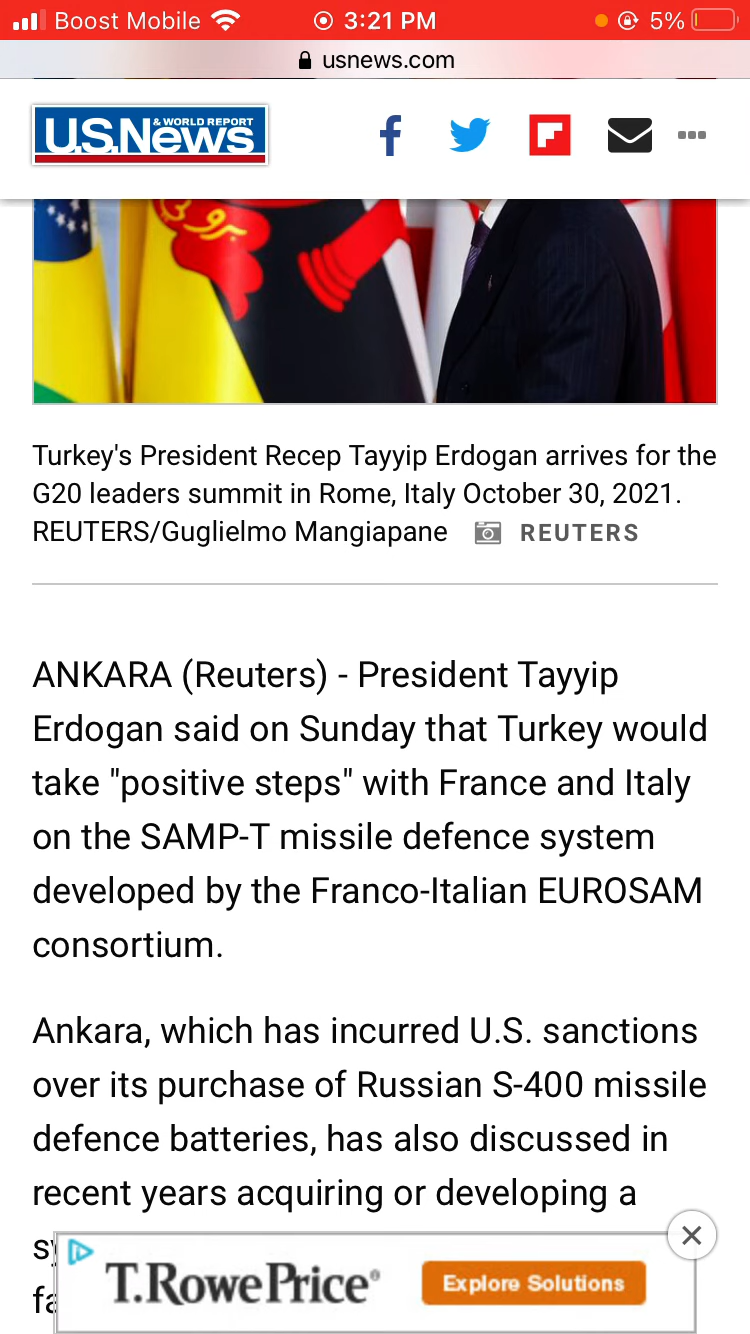 Boost Mobile 3:21 PM 5%
usnews.com
& WORLD REPORT
U.S.News
Turkey's President Recep Tayyip Erdogan arrives for the
G20 leaders summit in Rome, Italy October 30, 2021.
REUTERS/Guglielmo Mangiapane REUTERS
ANKARA (Reuters) - President Tayyip
Erdogan said on Sunday that Turkey would
take "positive steps" with France and Italy
on the SAMP-T missile defence system
developed by the Franco-Italian EUROSAM
consortium.
Ankara, which has incurred U.S. sanctions
over its purchase of Russian S-400 missile
defence batteries, has also discussed in
recent years acquiring or developing a
T.RowePrice® Explore Solutions